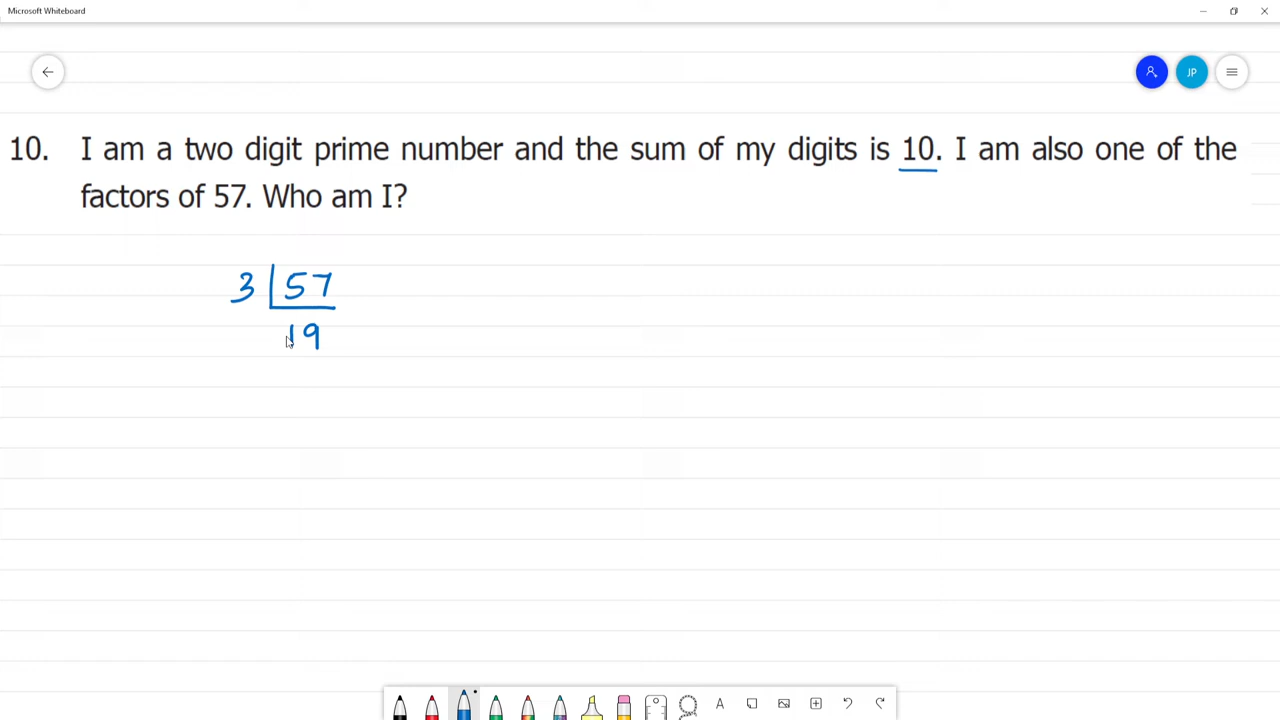 Microsoft Whiteboard
JP
10. I am a two digit prime number and the sum of my digits is 10. I am also one of the
factors of 57. Who am I?
3 57
19
A